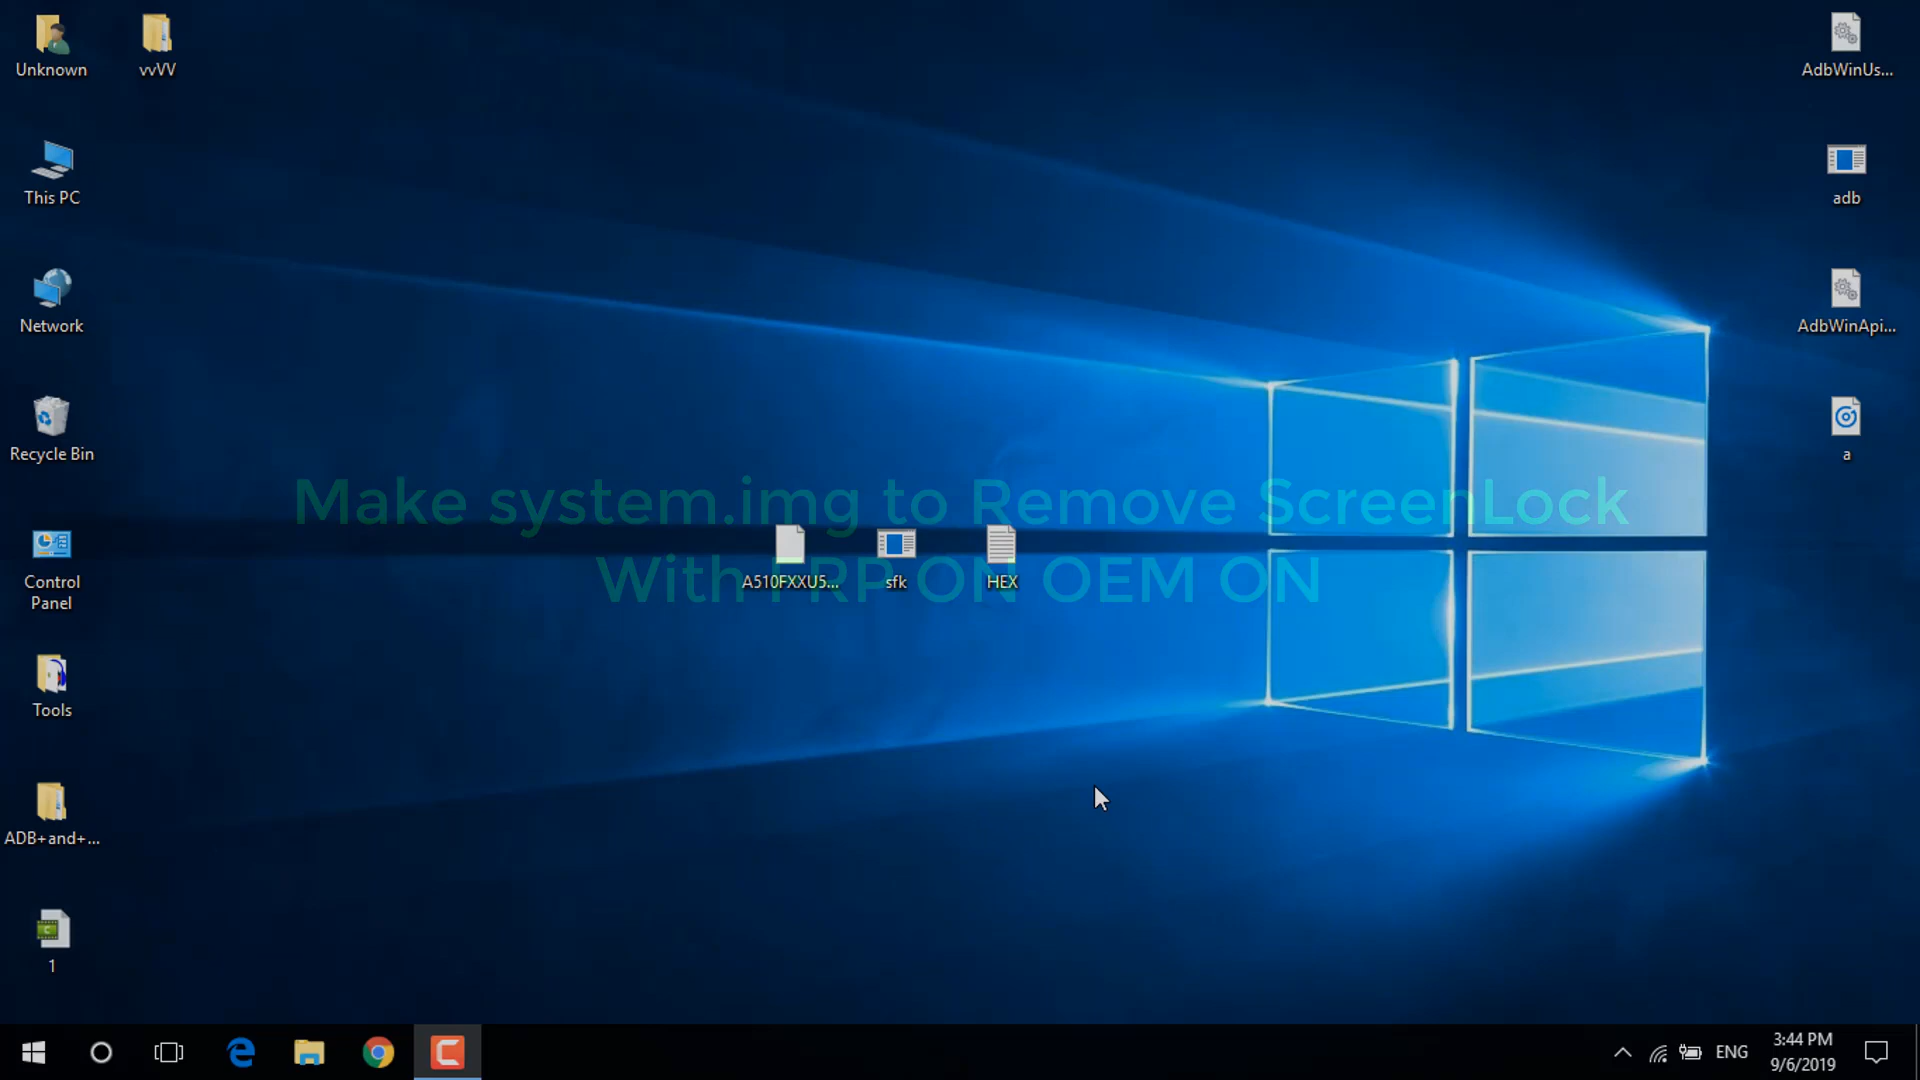 Unknown
vvVV
AdbWinUs...
This PC
adb
Network
AdbWinApi...
Recycle Bin
a
Make system.img to Remove ScreenLock
With FRP ON OEM ON
Control
Panel
A510FXXU5...
sfk
HEX
Tools
ADB+and+...
1
ENG
3:44 PM
9/6/2019